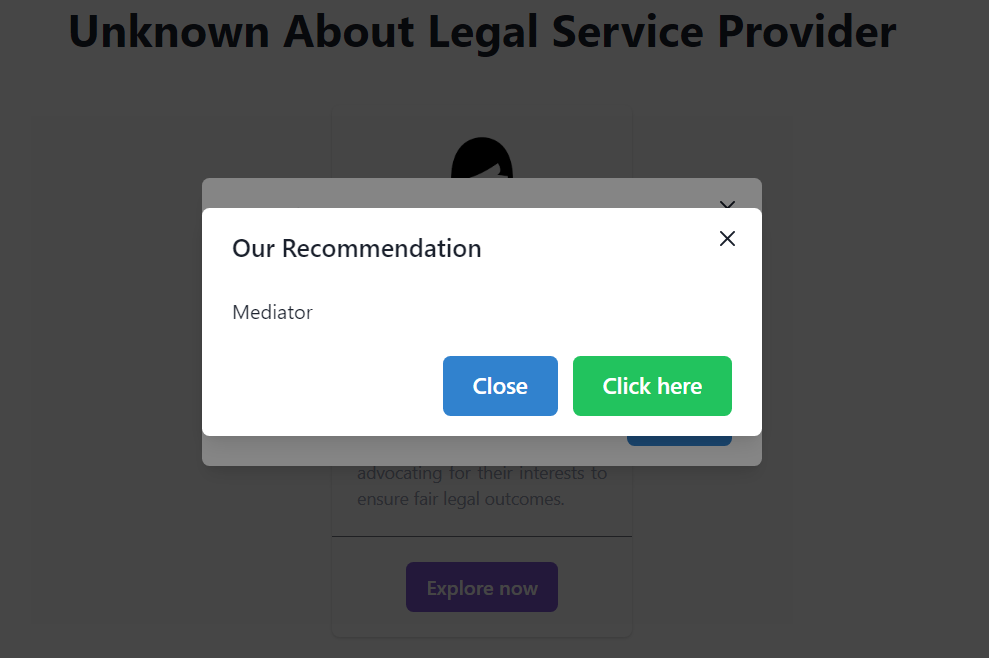 Unknown About Legal Service Provider
Our Recommendation
Mediator
Close
Click here
advocating for their interests to
ensure fair legal outcomes.
Explore now